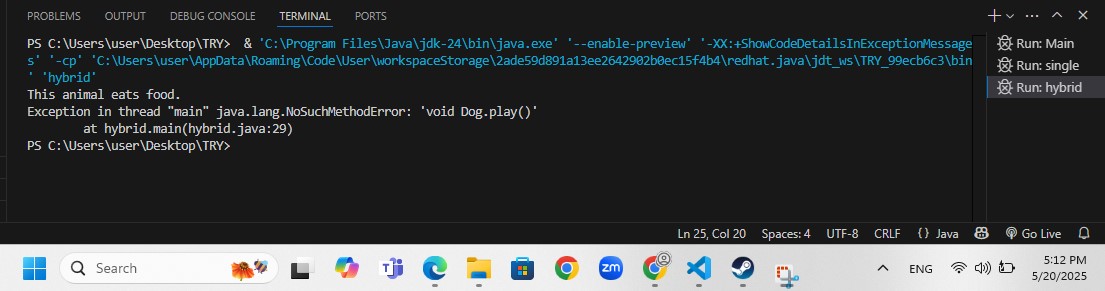 PROBLEMS OUTPUT DEBUG CONSOLE TERMINAL PORTS
PS C:\Users\user\Desktop\TRY> & 'C:\Program Files\Java\jdk-24\bin\java.exe' '--enable-preview' '-XX:+ShowCodeDetailsInExceptionMessage
s' '-cp' 'C:\Users\user\AppData\Roaming\Code\User\workspaceStorage\2ade59d891a13ee2642902b0ec15f4b4\redhat.java\jdt_ws\TRY_99ecb6c3\bin
' 'hybrid'
This animal eats food.
Exception in thread "main" java.lang.NoSuchMethodError: 'void Dog.play()'
at hybrid.main(hybrid.java:29)
PS C:\Users\user\Desktop\TRY>
Run: Main
Run: single
Run: hybrid
Ln 25, Col 20 Spaces: 4 UTF-8 CRLF {} Java Go Live
Search
zm
ENG
5:12 PM
5/20/2025